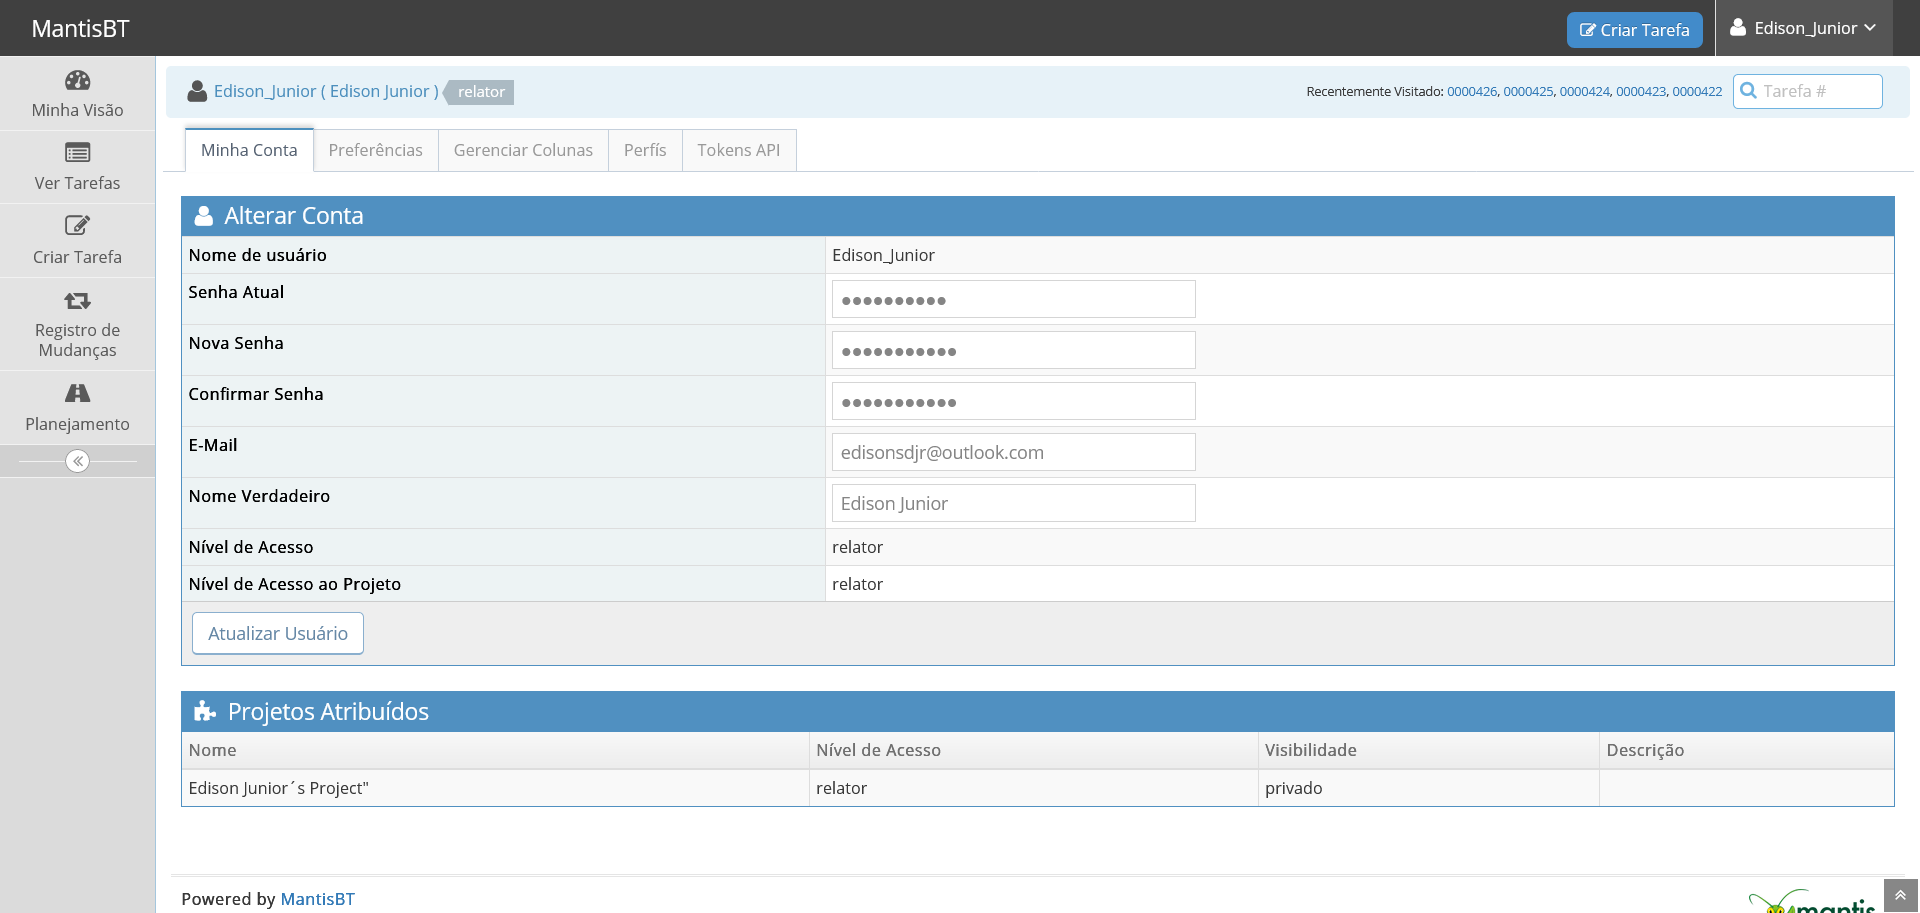 MantisBT
Criar Tarefa
Edison_Junior
Minha Visão
Ver Tarefas
Criar Tarefa
Registro de
Mudanças
Planejamento
Edison_Junior ( Edison Junior ) relator
Recentemente Visitado: 0000426, 0000425, 0000424, 0000423, 0000422
Tarefa #
Minha Conta
Preferências
Gerenciar Colunas
Perfís
Tokens API
Alterar Conta
Nome de usuário Edison_Junior
Senha Atual ●●●●●●●●●●
Nova Senha ●●●●●●●●●●●
Confirmar Senha ●●●●●●●●●●●
E-Mail edisonsdjr@outlook.com
Nome Verdadeiro Edison Junior
Nível de Acesso relator
Nível de Acesso ao Projeto relator
Atualizar Usuário
Projetos Atribuídos
Nome Nível de Acesso Visibilidade Descrição
Edison Junior´s Project" relator privado
Powered by MantisBT
mantis